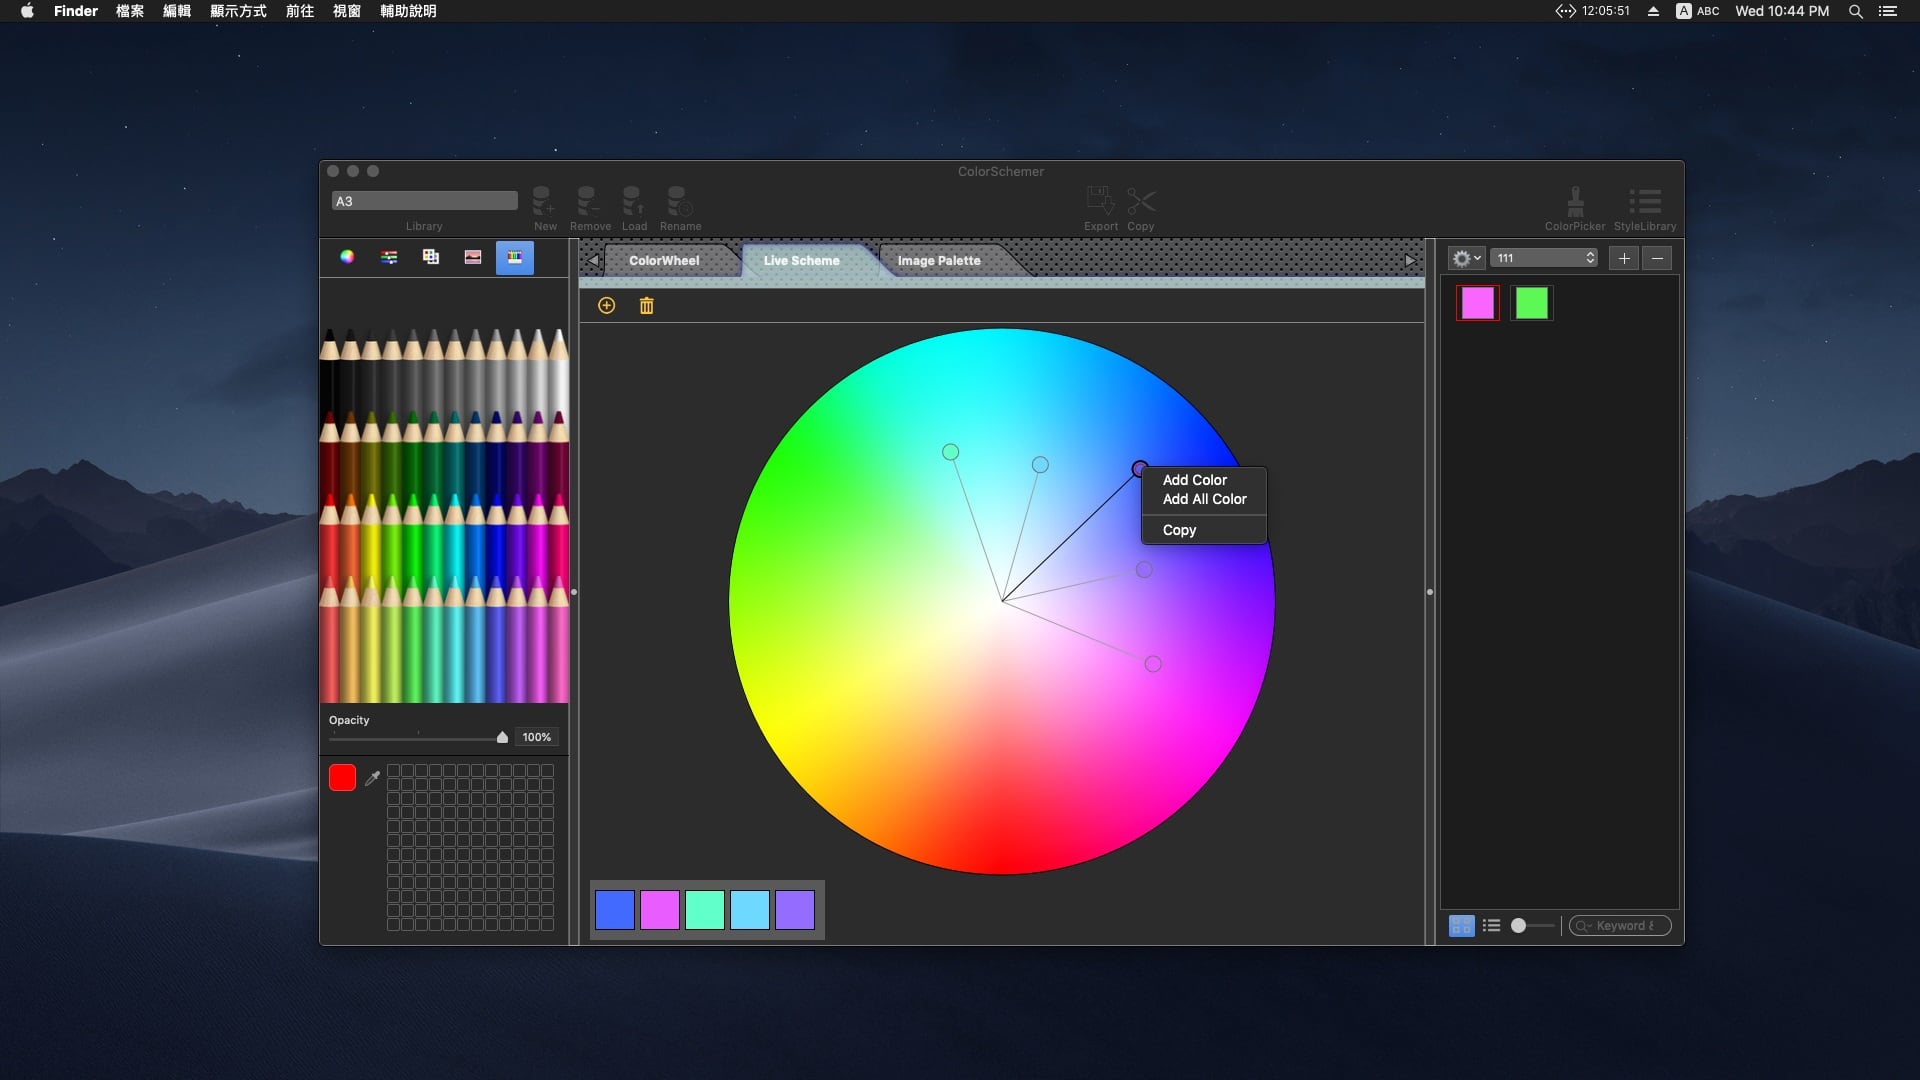 Finder 檔案 編輯 顯示方式 前往 視窗 輔助說明 12:05:51 A ABC Wed 10:44 PM
ColorSchemer
A3
Library New Remove Load Rename Export Copy ColorPicker StyleLibrary
ColorWheel Live Scheme Image Palette 111
Add Color
Add All Color
Copy
Opacity
100%
Keyword